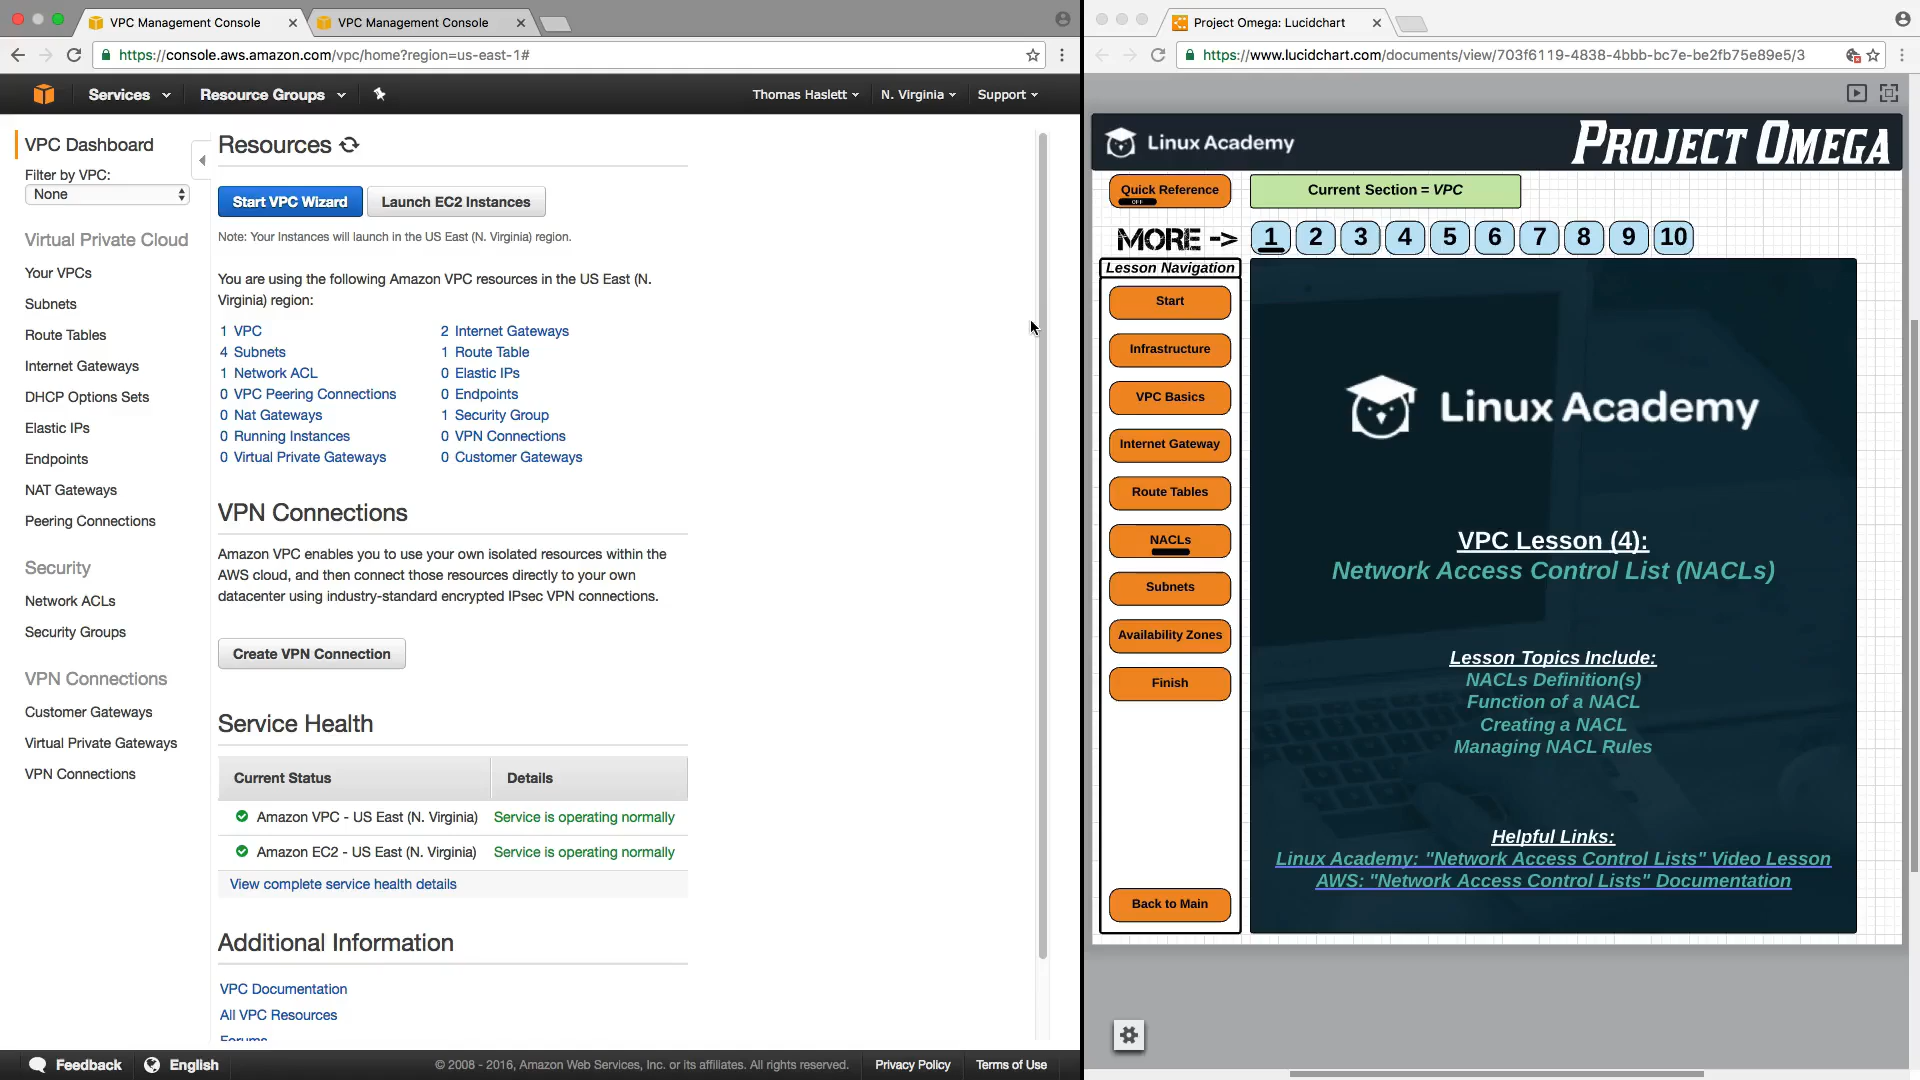 VPC Management Console
VPC Management Console
https://console.aws.amazon.com/vpc/home?region=us-east-1#
Services
Resource Groups
Thomas Haslett
N. Virginia
Support
VPC Dashboard
Filter by VPC:
None
Virtual Private Cloud
Your VPCs
Subnets
Route Tables
Internet Gateways
DHCP Options Sets
Elastic IPs
Endpoints
NAT Gateways
Peering Connections
Security
Network ACLs
Security Groups
VPN Connections
Customer Gateways
Virtual Private Gateways
VPN Connections
Resources
Start VPC Wizard
Launch EC2 Instances
Note: Your Instances will launch in the US East (N. Virginia) region.
You are using the following Amazon VPC resources in the US East (N.
Virginia) region:
1 VPC
2 Internet Gateways
4 Subnets
1 Route Table
1 Network ACL
0 Elastic IPs
0 VPC Peering Connections
0 Endpoints
0 Nat Gateways
1 Security Group
0 Running Instances
0 VPN Connections
0 Virtual Private Gateways
0 Customer Gateways
VPN Connections
Amazon VPC enables you to use your own isolated resources within the
AWS cloud, and then connect those resources directly to your own
datacenter using industry-standard encrypted IPsec VPN connections.
Create VPN Connection
Service Health
Current Status
Details
Amazon VPC - US East (N. Virginia)
Service is operating normally
Amazon EC2 - US East (N. Virginia)
Service is operating normally
View complete service health details
Additional Information
VPC Documentation
All VPC Resources
Forums
Feedback
English
© 2008 - 2016, Amazon Web Services, Inc. or its affiliates. All rights reserved.
Privacy Policy
Terms of Use
Project Omega: Lucidchart
https://www.lucidchart.com/documents/view/703f6119-4838-4bbb-bc7e-be2fb75e89e5/3
Linux Academy
PROJECT OMEGA
Quick Reference
OFF
Current Section = VPC
MORE ->
1
2
3
4
5
6
7
8
9
10
Lesson Navigation
Start
Infrastructure
VPC Basics
Internet Gateway
Route Tables
NACLs
Subnets
Availability Zones
Finish
Back to Main
Linux Academy
VPC Lesson (4):
Network Access Control List (NACLs)
Lesson Topics Include:
NACLs Definition(s)
Function of a NACL
Creating a NACL
Managing NACL Rules
Helpful Links:
Linux Academy: "Network Access Control Lists" Video Lesson
AWS: "Network Access Control Lists" Documentation